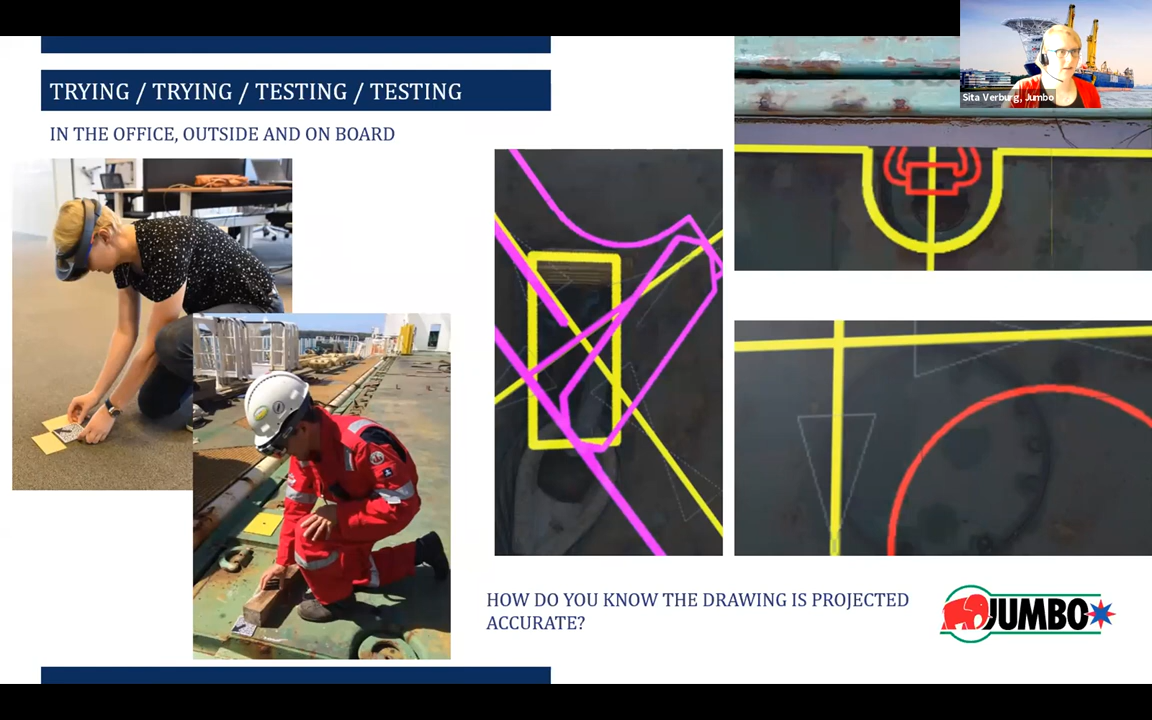 Sita Verburg, Jumbo
TRYING / TRYING / TESTING / TESTING
IN THE OFFICE, OUTSIDE AND ON BOARD
HOW DO YOU KNOW THE DRAWING IS PROJECTED
ACCURATE?
JUMBO